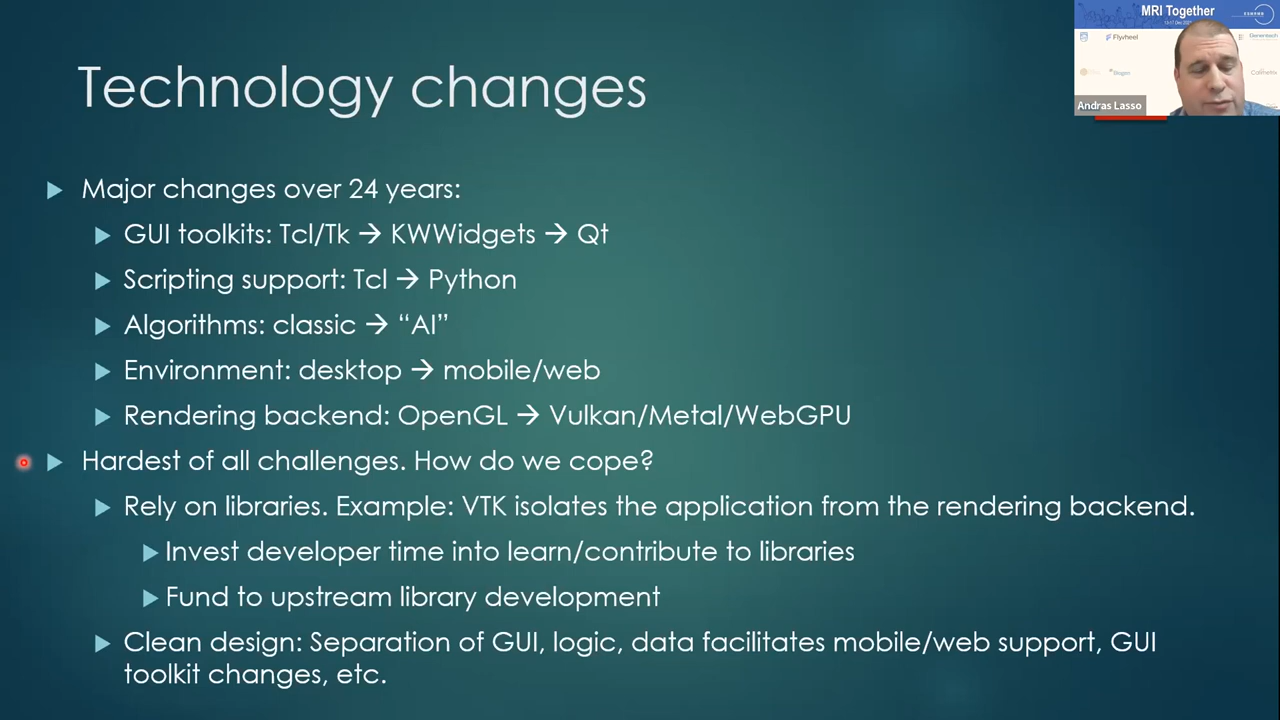 MRI Together
Flywheel
Genentech
Andras Lasso
Technology changes
Major changes over 24 years:
GUI toolkits: Tcl/Tk → KWWidgets → Qt
Scripting support: Tcl → Python
Algorithms: classic → “AI”
Environment: desktop → mobile/web
Rendering backend: OpenGL → Vulkan/Metal/WebGPU
Hardest of all challenges. How do we cope?
Rely on libraries. Example: VTK isolates the application from the rendering backend.
Invest developer time into learn/contribute to libraries
Fund to upstream library development
Clean design: Separation of GUI, logic, data facilitates mobile/web support, GUI
toolkit changes, etc.